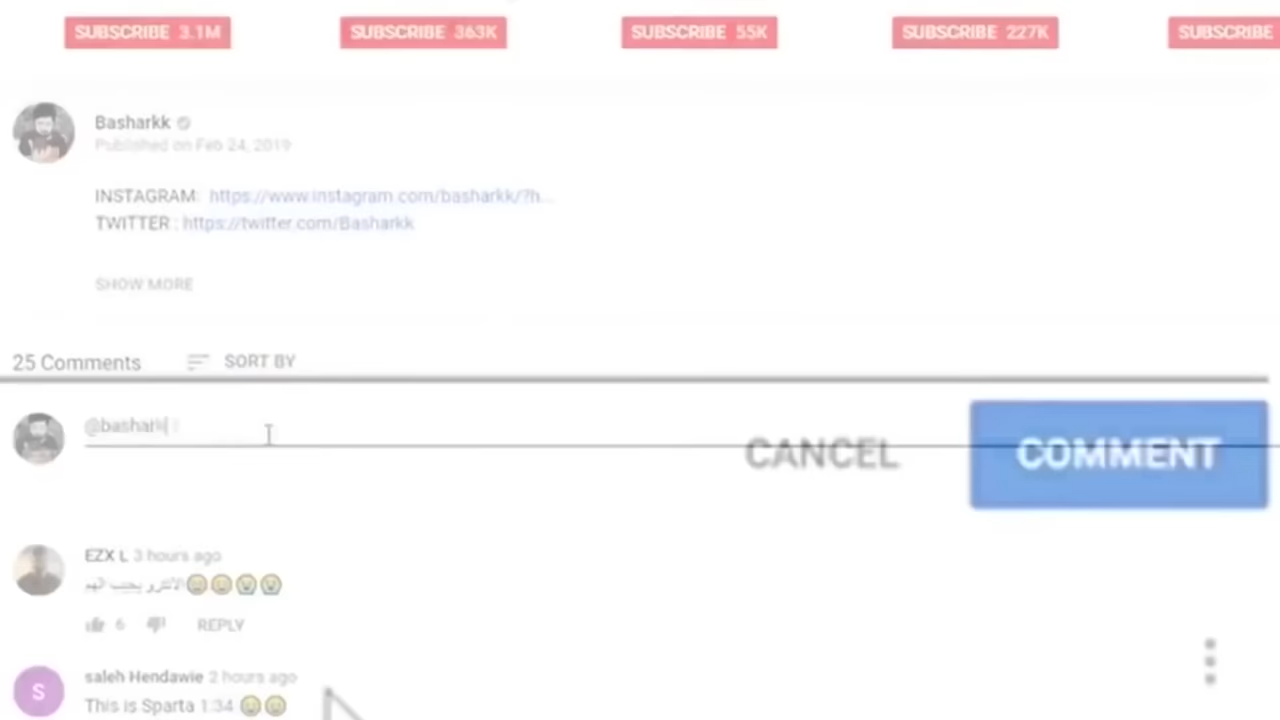 SUBSCRIBE 3.1M
SUBSCRIBE 363K
SUBSCRIBE 55K
SUBSCRIBE 227K
SUBSCRIBE
Basharkk
Published on Feb 24, 2019
INSTAGRAM: https://www.instagram.com/basharkk/?h...
TWITTER : https://twitter.com/Basharkk
SHOW MORE
25 Comments SORT BY
CANCEL COMMENT
EZX L 3 hours ago
😂😂😭😭
6 REPLY
S
saleh Hendawie 2 hours ago
This is Sparta 1:34 😂😂